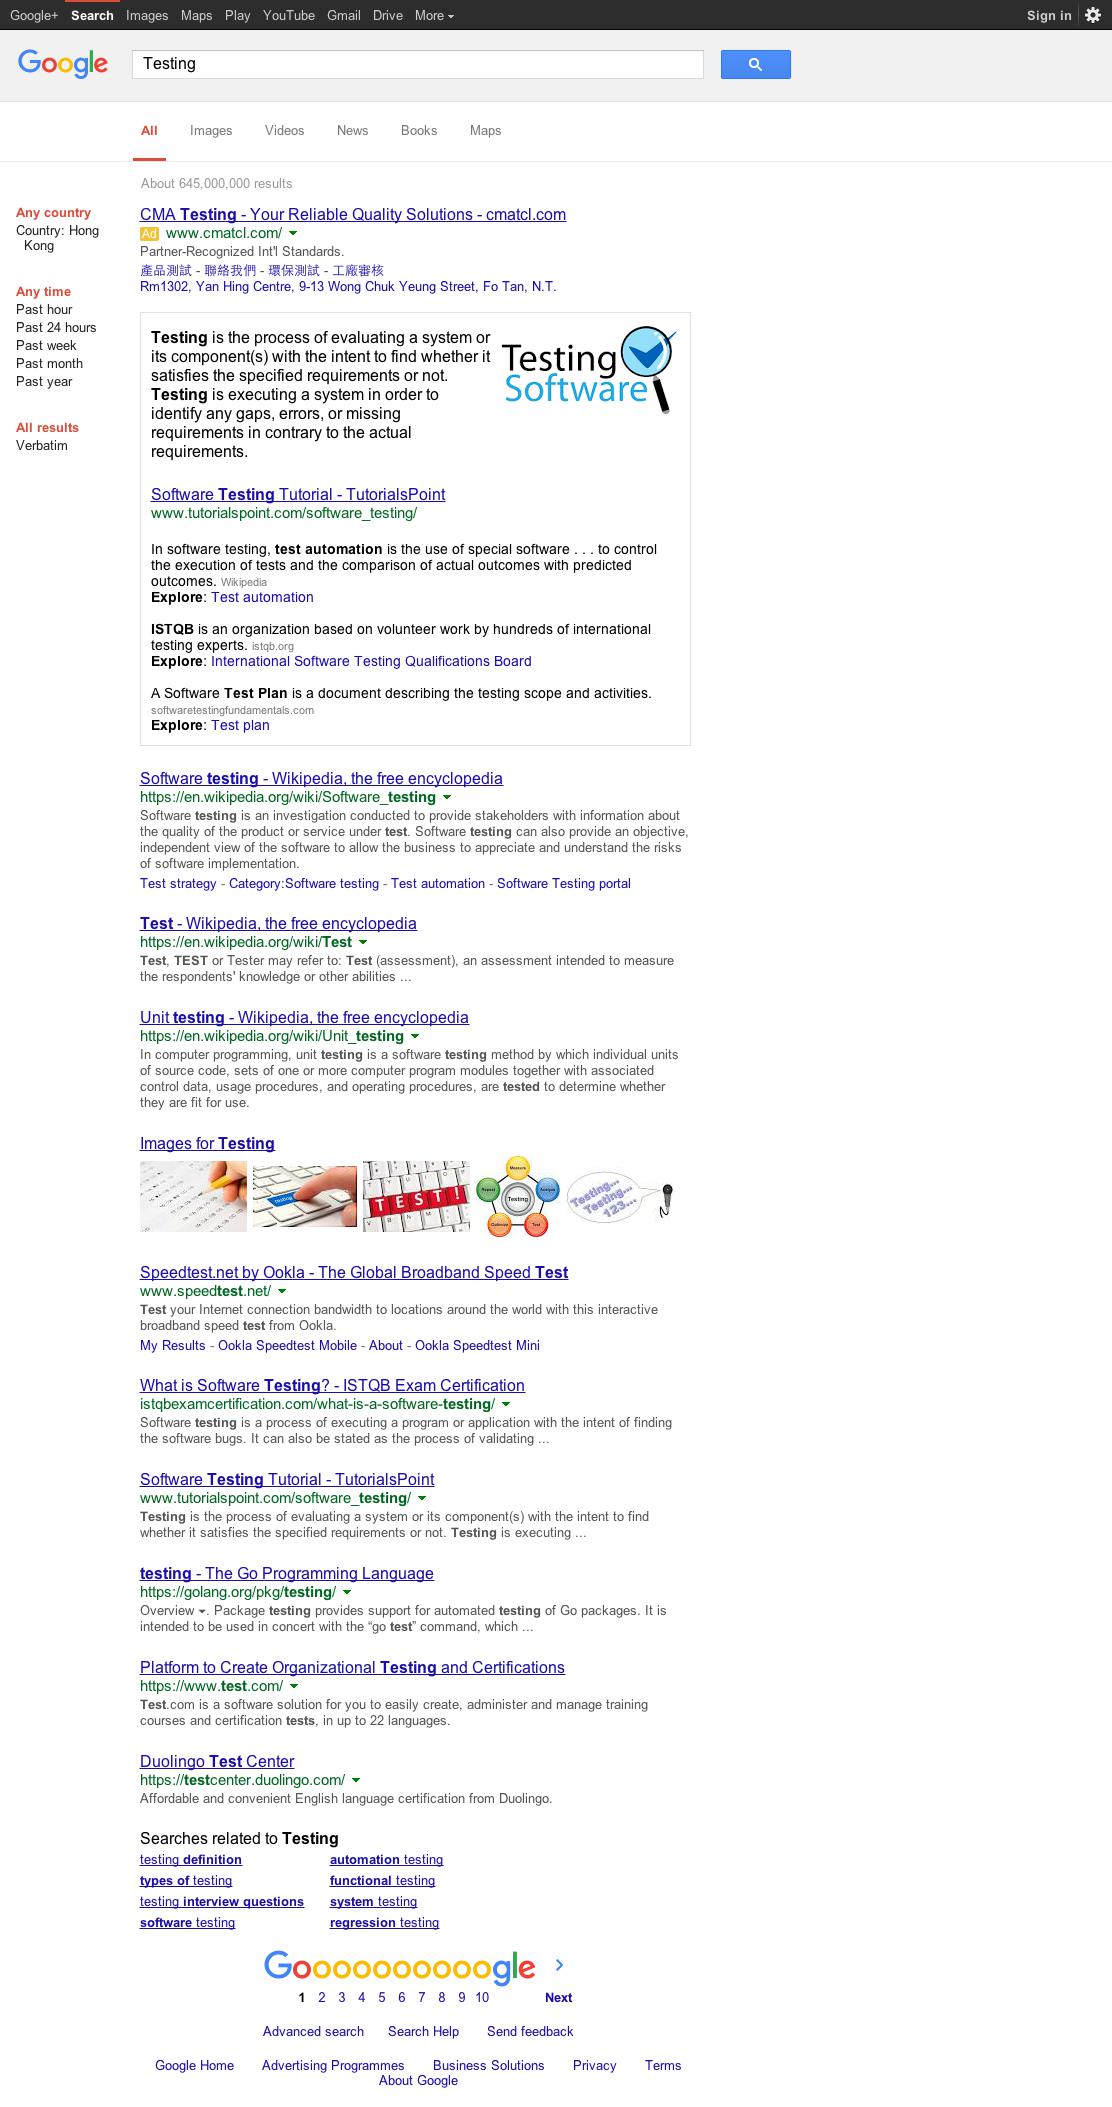 Google+ Search Images Maps Play YouTube Gmail Drive More Sign in
Google Testing
All Images Videos News Books Maps
About 645,000,000 results
Any country
Country: Hong
Kong
Any time
Past hour
Past 24 hours
Past week
Past month
Past year
All results
Verbatim
CMA Testing - Your Reliable Quality Solutions - cmatcl.com
Ad www.cmatcl.com/
Partner-Recognized Int'l Standards.
產品測試 - 聯絡我們 - 環保測試 - 工廠審核
Rm1302, Yan Hing Centre, 9-13 Wong Chuk Yeung Street, Fo Tan, N.T.
Testing is the process of evaluating a system or
its component(s) with the intent to find whether it
satisfies the specified requirements or not.
Testing is executing a system in order to
identify any gaps, errors, or missing
requirements in contrary to the actual
requirements.
Testing
Software
Software Testing Tutorial - TutorialsPoint
www.tutorialspoint.com/software_testing/
In software testing, test automation is the use of special software . . . to control
the execution of tests and the comparison of actual outcomes with predicted
outcomes. Wikipedia
Explore: Test automation
ISTQB is an organization based on volunteer work by hundreds of international
testing experts. istqb.org
Explore: International Software Testing Qualifications Board
A Software Test Plan is a document describing the testing scope and activities.
softwaretestingfundamentals.com
Explore: Test plan
Software testing - Wikipedia, the free encyclopedia
https://en.wikipedia.org/wiki/Software_testing
Software testing is an investigation conducted to provide stakeholders with information about
the quality of the product or service under test. Software testing can also provide an objective,
independent view of the software to allow the business to appreciate and understand the risks
of software implementation.
Test strategy - Category:Software testing - Test automation - Software Testing portal
Test - Wikipedia, the free encyclopedia
https://en.wikipedia.org/wiki/Test
Test, TEST or Tester may refer to: Test (assessment), an assessment intended to measure
the respondents' knowledge or other abilities ...
Unit testing - Wikipedia, the free encyclopedia
https://en.wikipedia.org/wiki/Unit_testing
In computer programming, unit testing is a software testing method by which individual units
of source code, sets of one or more computer program modules together with associated
control data, usage procedures, and operating procedures, are tested to determine whether
they are fit for use.
Images for Testing
testing
TEST!
Measure
Repeat
Analysis
Testing
Optimize
Test
Testing...
Testing...
123...
Speedtest.net by Ookla - The Global Broadband Speed Test
www.speedtest.net/
Test your Internet connection bandwidth to locations around the world with this interactive
broadband speed test from Ookla.
My Results - Ookla Speedtest Mobile - About - Ookla Speedtest Mini
What is Software Testing? - ISTQB Exam Certification
istqbexamcertification.com/what-is-a-software-testing/
Software testing is a process of executing a program or application with the intent of finding
the software bugs. It can also be stated as the process of validating ...
Software Testing Tutorial - TutorialsPoint
www.tutorialspoint.com/software_testing/
Testing is the process of evaluating a system or its component(s) with the intent to find
whether it satisfies the specified requirements or not. Testing is executing ...
testing - The Go Programming Language
https://golang.org/pkg/testing/
Overview ▾. Package testing provides support for automated testing of Go packages. It is
intended to be used in concert with the “go test” command, which ...
Platform to Create Organizational Testing and Certifications
https://www.test.com/
Test.com is a software solution for you to easily create, administer and manage training
courses and certification tests, in up to 22 languages.
Duolingo Test Center
https://testcenter.duolingo.com/
Affordable and convenient English language certification from Duolingo.
Searches related to Testing
testing definition automation testing
types of testing functional testing
testing interview questions system testing
software testing regression testing
Goooooooooogle
1 2 3 4 5 6 7 8 9 10 Next
Advanced search Search Help Send feedback
Google Home Advertising Programmes Business Solutions Privacy Terms
About Google